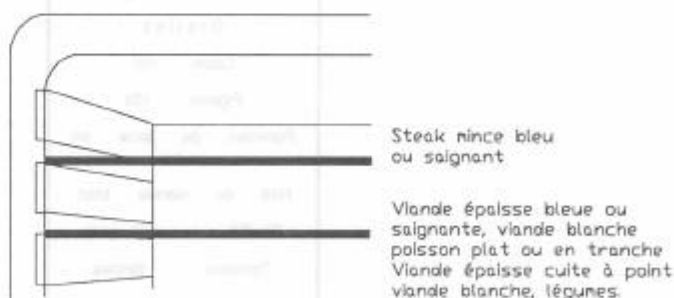 Steak mince bleu
ou saignant
Viande épaisse bleue ou
saignante, viande blanche
poisson plat ou en tranche
Viande épaisse cuite à point
viande blanche, légumes.